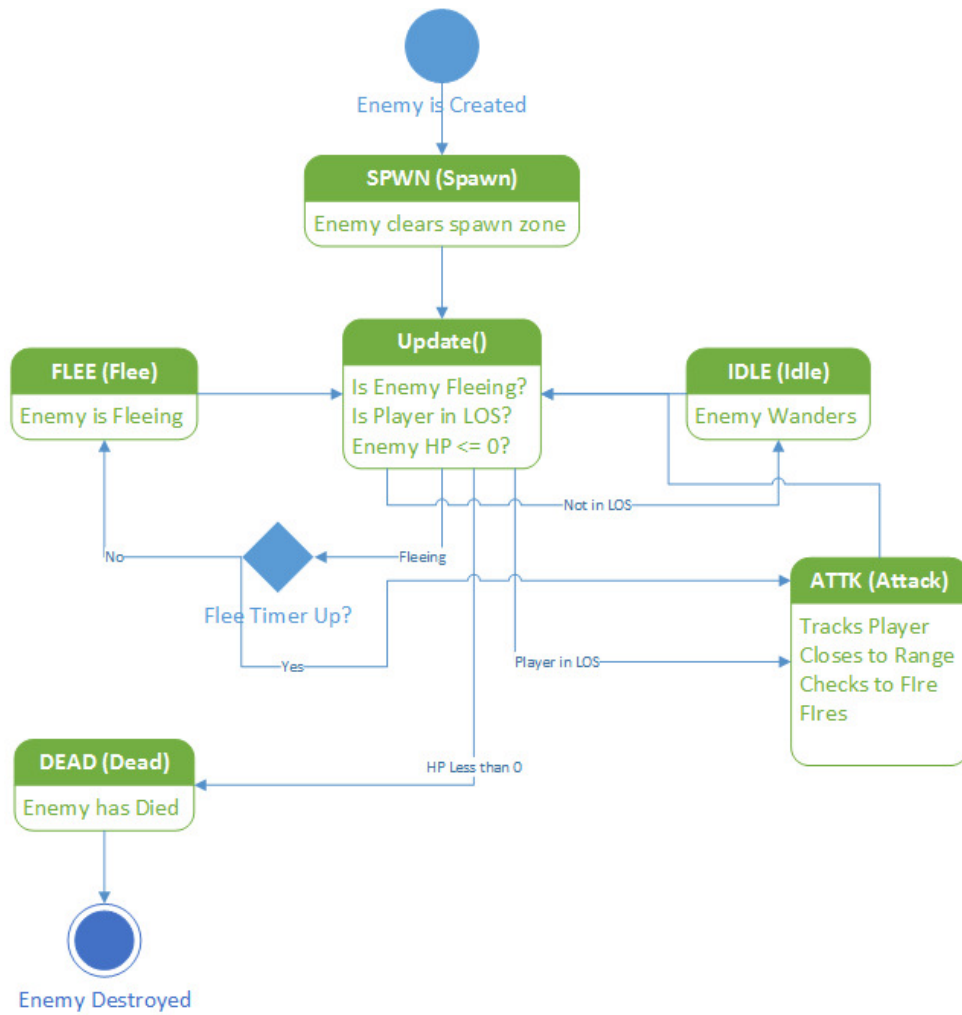 Enemy is Created
SPWN (Spawn)
Enemy clears spawn zone
Update()
Is Enemy Fleeing?
Is Player in LOS?
Enemy HP <= 0?
FLEE (Flee)
Enemy is Fleeing
IDLE (Idle)
Enemy Wanders
Not in LOS
No
Fleeing
Flee Timer Up?
Yes
Player in LOS
ATTK (Attack)
Tracks Player
Closes to Range
Checks to FIre
FIres
HP Less than 0
DEAD (Dead)
Enemy has Died
Enemy Destroyed